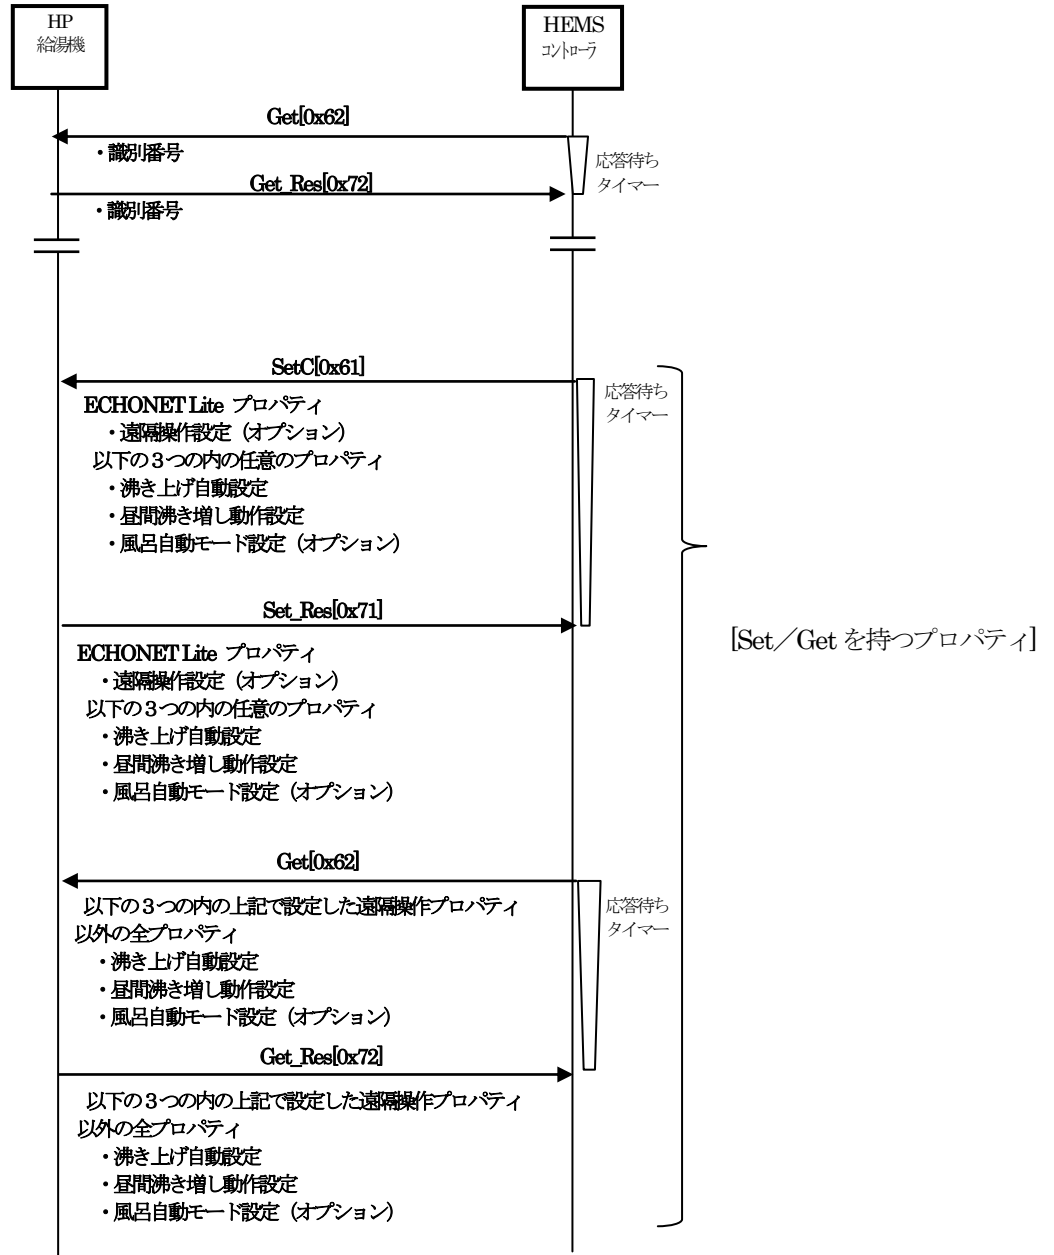 HP
給湯機
HEMS
コントローラ
Get[0x62]
・識別番号
応答待ち
タイマー
Get_Res[0x72]
・識別番号
SetC[0x61]
応答待ち
タイマー
ECHONET Lite プロパティ
・遠隔操作設定（オプション）
以下の３つの内の任意のプロパティ
・沸き上げ自動設定
・昼間沸き増し動作設定
・風呂自動モード設定（オプション）
Set_Res[0x71]
[Set／Get を持つプロパティ]
ECHONET Lite プロパティ
・遠隔操作設定（オプション）
以下の３つの内の任意のプロパティ
・沸き上げ自動設定
・昼間沸き増し動作設定
・風呂自動モード設定（オプション）
Get[0x62]
応答待ち
タイマー
以下の３つの内の上記で設定した遠隔操作プロパティ
以外の全プロパティ
・沸き上げ自動設定
・昼間沸き増し動作設定
・風呂自動モード設定（オプション）
Get_Res[0x72]
以下の３つの内の上記で設定した遠隔操作プロパティ
以外の全プロパティ
・沸き上げ自動設定
・昼間沸き増し動作設定
・風呂自動モード設定（オプション）